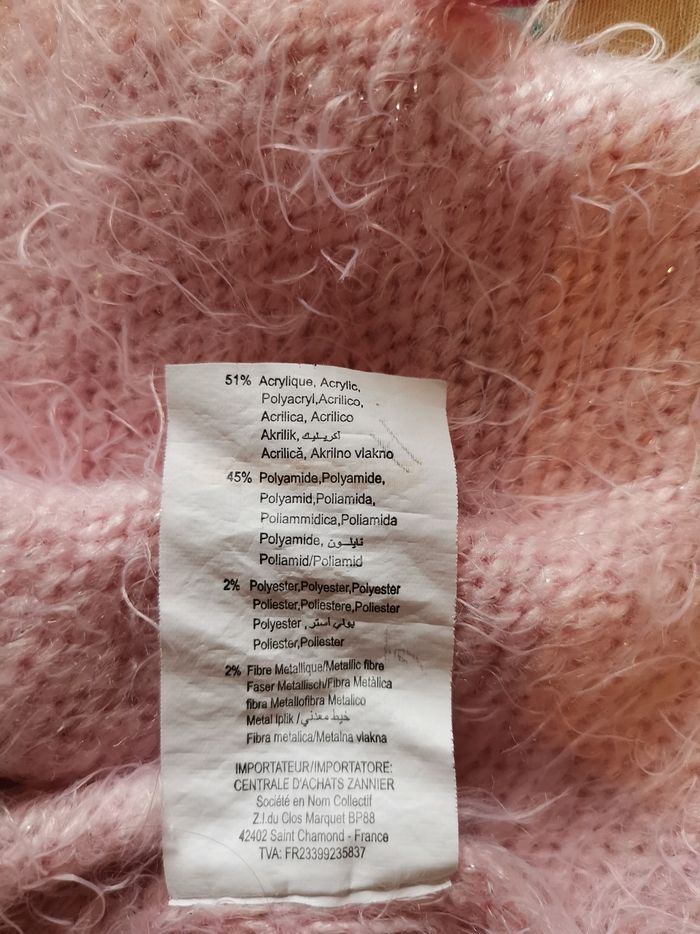 51% Acrylique, Acrylic,
Polyacryl,Acrilico,
Acrilica, Acrilico
Akrilik, اكريليك
Acrilică, Akrilno vlakno
45% Polyamide,Polyamide,
Polyamid,Poliamida,
Poliammidica,Poliamida
Polyamide, نايلون
Poliamid/Poliamid
2% Polyester,Polyester,Polyester
Poliester,Poliestere,Poliester
Polyester, يولي أستر
Poliester,Poliester
2% Fibre Metallique/Metallic fibre
Faser Metallisch/Fibra Metàlica
fibra Metallofibra Metalico
Metal Iplik / خيط معدني
Fibra metalica/Metalna vlakna
IMPORTATEUR/IMPORTATORE:
CENTRALE D'ACHATS ZANNIER
Société en Nom Collectif
Z.I.du Clos Marquet BP88
42402 Saint Chamond - France
TVA: FR23399235837